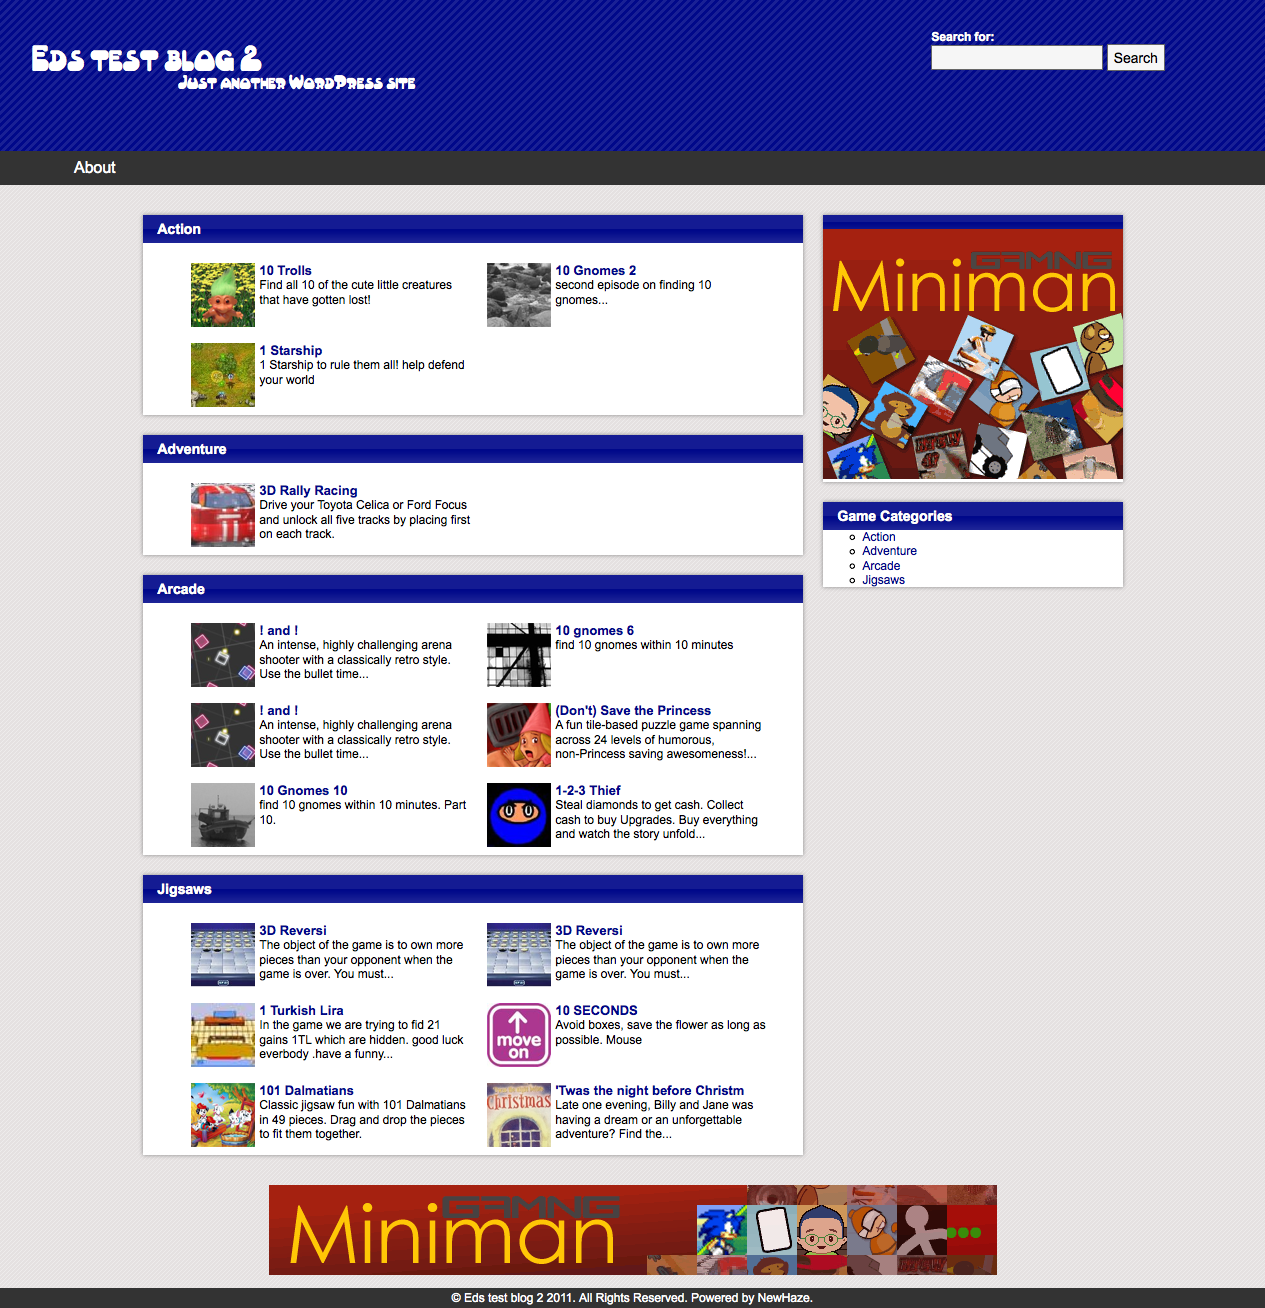 Eds test blog 2
Just another WordPress site
Search for:
Search
About
Action
10 Trolls
Find all 10 of the cute little creatures
that have gotten lost!
10 Gnomes 2
second episode on finding 10
gnomes...
1 Starship
1 Starship to rule them all! help defend
your world
Adventure
3D Rally Racing
Drive your Toyota Celica or Ford Focus
and unlock all five tracks by placing first
on each track.
Arcade
! and !
An intense, highly challenging arena
shooter with a classically retro style.
Use the bullet time...
10 gnomes 6
find 10 gnomes within 10 minutes
! and !
An intense, highly challenging arena
shooter with a classically retro style.
Use the bullet time...
(Don't) Save the Princess
A fun tile-based puzzle game spanning
across 24 levels of humorous,
non-Princess saving awesomeness!...
10 Gnomes 10
find 10 gnomes within 10 minutes. Part
10.
1-2-3 Thief
Steal diamonds to get cash. Collect
cash to buy Upgrades. Buy everything
and watch the story unfold...
Jigsaws
3D Reversi
The object of the game is to own more
pieces than your opponent when the
game is over. You must...
3D Reversi
The object of the game is to own more
pieces than your opponent when the
game is over. You must...
1 Turkish Lira
In the game we are trying to fid 21
gains 1TL which are hidden. good luck
everbody .have a funny...
move
on
10 SECONDS
Avoid boxes, save the flower as long as
possible. Mouse
101 Dalmatians
Classic jigsaw fun with 101 Dalmatians
in 49 pieces. Drag and drop the pieces
to fit them together.
Christmas
'Twas the night before Christm
Late one evening, Billy and Jane was
having a dream or an unforgettable
adventure? Find the...
GAMNG
Miniman
Game Categories
Action
Adventure
Arcade
Jigsaws
GAMNG
Miniman
© Eds test blog 2 2011. All Rights Reserved. Powered by NewHaze.